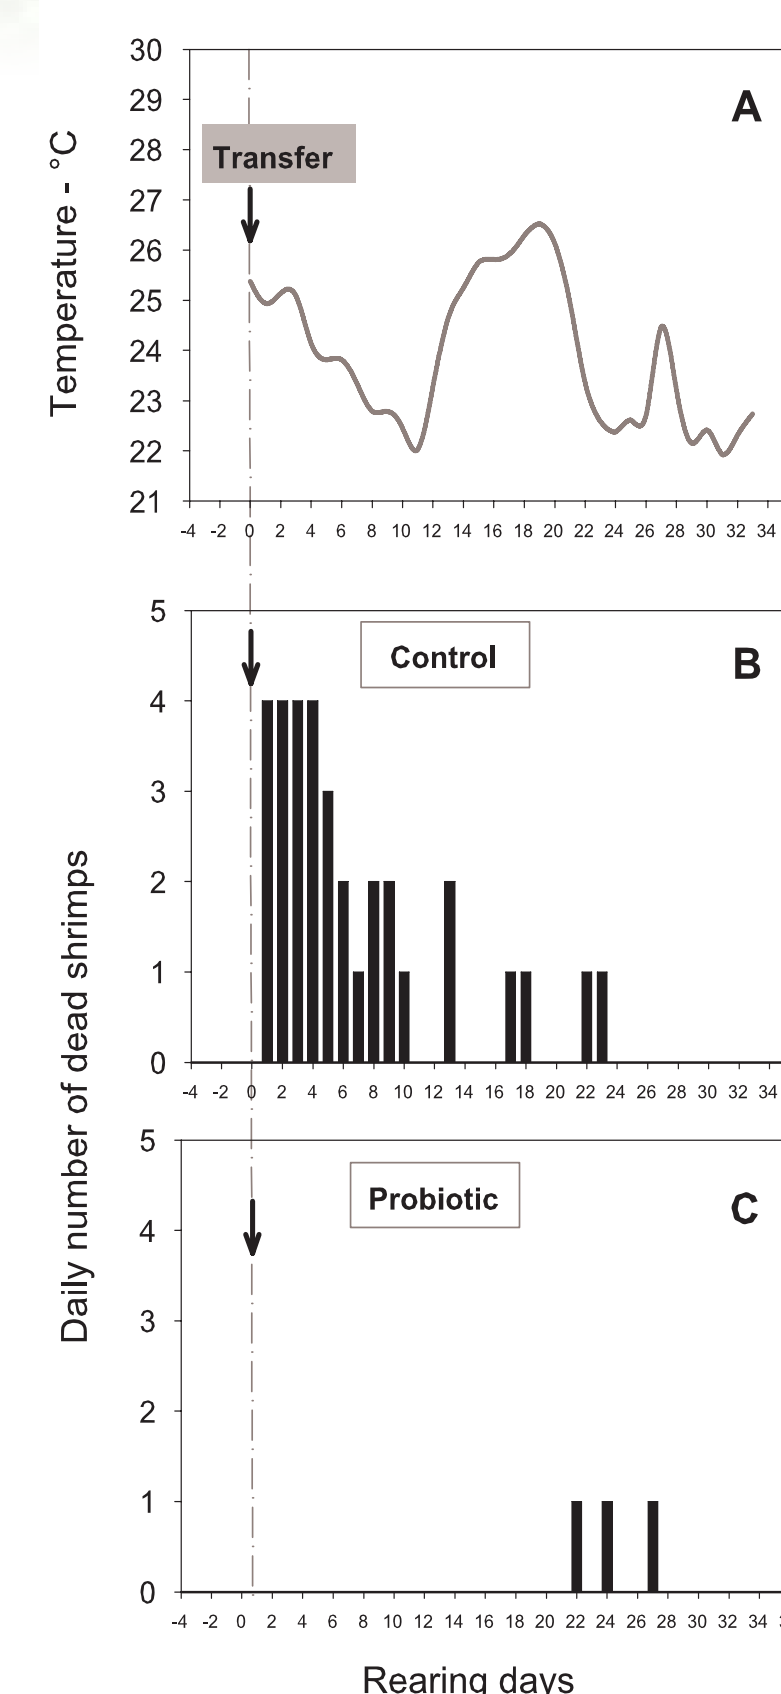 30
A
29
28
Transfer
27
26
25
24
23
22
21
Temperature - °C
-4 -2 0 2 4 6 8 10 12 14 16 18 20 22 24 26 28 30 32 34
5
Control
B
4
3
2
1
0
-4 -2 0 2 4 6 8 10 12 14 16 18 20 22 24 26 28 30 32 34
Daily number of dead shrimps
5
Probiotic
C
4
3
2
1
0
-4 -2 0 2 4 6 8 10 12 14 16 18 20 22 24 26 28 30 32 34
Rearing days